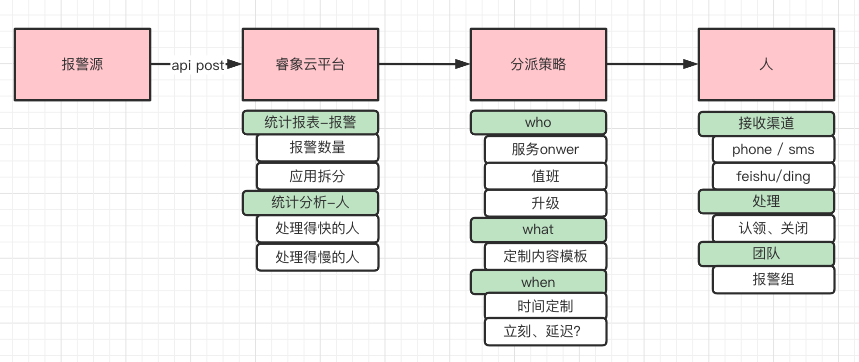 报警源
api post
睿象云平台
分派策略
人
统计报表-报警
报警数量
应用拆分
统计分析-人
处理得快的人
处理得慢的人
who
服务onwer
值班
升级
what
定制内容模板
when
时间定制
立刻、延迟?
接收渠道
phone / sms
feishu/ding
处理
认领、关闭
团队
报警组